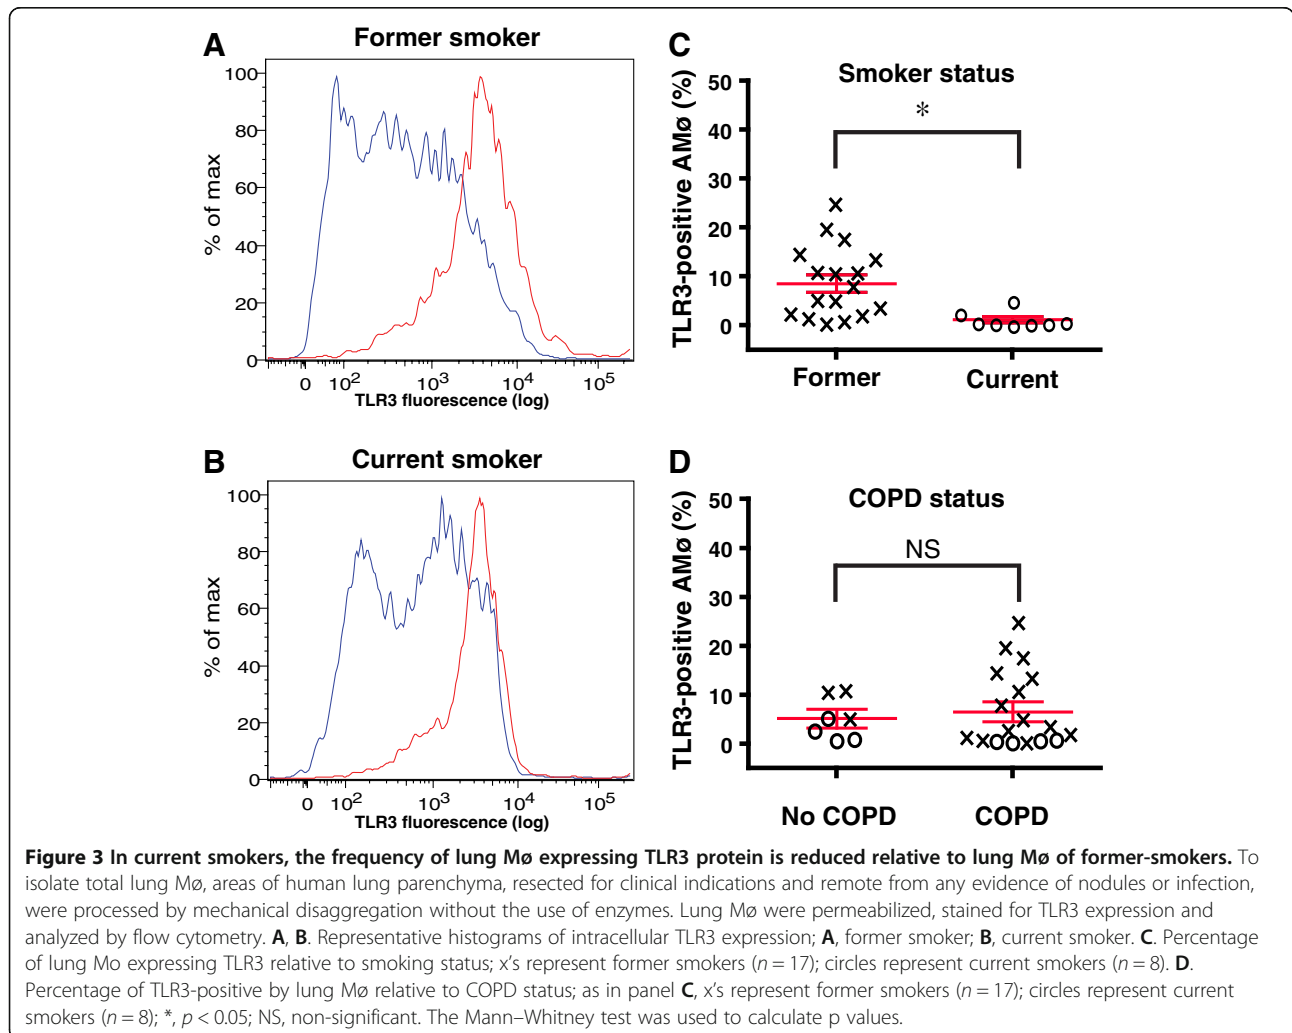 A
Former smoker
100
80
60
40
20
0
% of max
0 10² 10³ 10⁴ 10⁵
TLR3 fluorescence (log)
C
Smoker status
*
50
40
30
20
10
0
TLR3-positive AMø (%)
Former Current
B
Current smoker
100
80
60
40
20
0
% of max
0 10² 10³ 10⁴ 10⁵
TLR3 fluorescence (log)
D
COPD status
NS
50
40
30
20
10
0
TLR3-positive AMø (%)
No COPD COPD
Figure 3 In current smokers, the frequency of lung Mø expressing TLR3 protein is reduced relative to lung Mø of former-smokers. To
isolate total lung Mø, areas of human lung parenchyma, resected for clinical indications and remote from any evidence of nodules or infection,
were processed by mechanical disaggregation without the use of enzymes. Lung Mø were permeabilized, stained for TLR3 expression and
analyzed by flow cytometry. A, B. Representative histograms of intracellular TLR3 expression; A, former smoker; B, current smoker. C. Percentage
of lung Mo expressing TLR3 relative to smoking status; x's represent former smokers (n = 17); circles represent current smokers (n = 8). D.
Percentage of TLR3-positive by lung Mø relative to COPD status; as in panel C, x's represent former smokers (n = 17); circles represent current
smokers (n = 8); *, p < 0.05; NS, non-significant. The Mann–Whitney test was used to calculate p values.